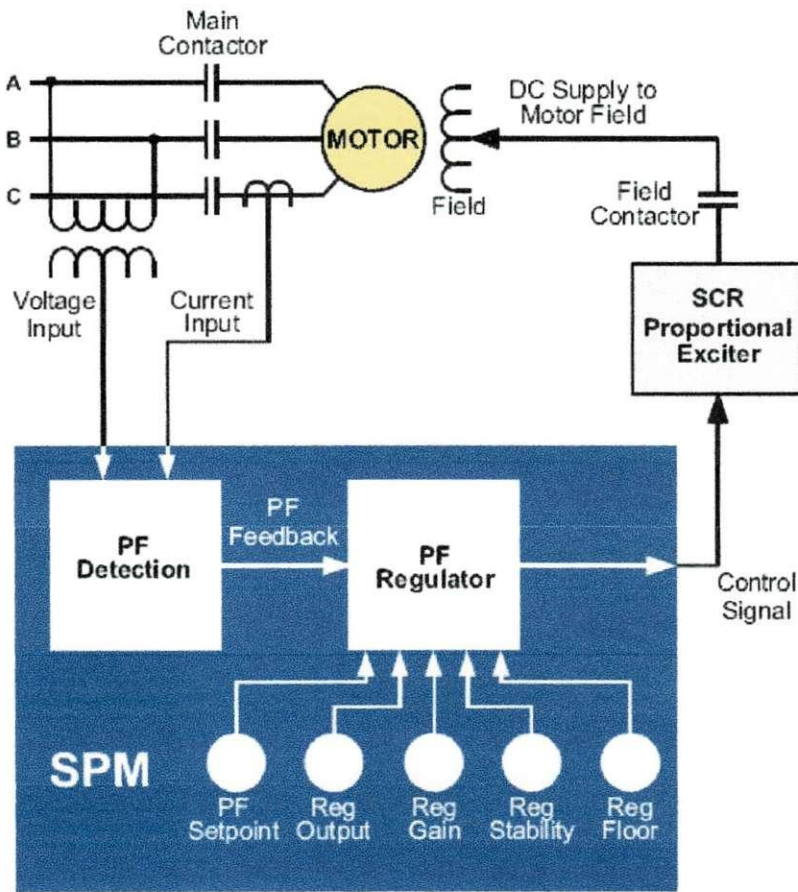 Main
Contactor
A
B
C
MOTOR
DC Supply to
Motor Field
Field
Field
Contactor
Voltage
Input
Current
Input
SCR
Proportional
Exciter
PF
Detection
PF
Feedback
PF
Regulator
Control
Signal
SPM
PF
Setpoint
Reg
Output
Reg
Gain
Reg
Stability
Reg
Floor